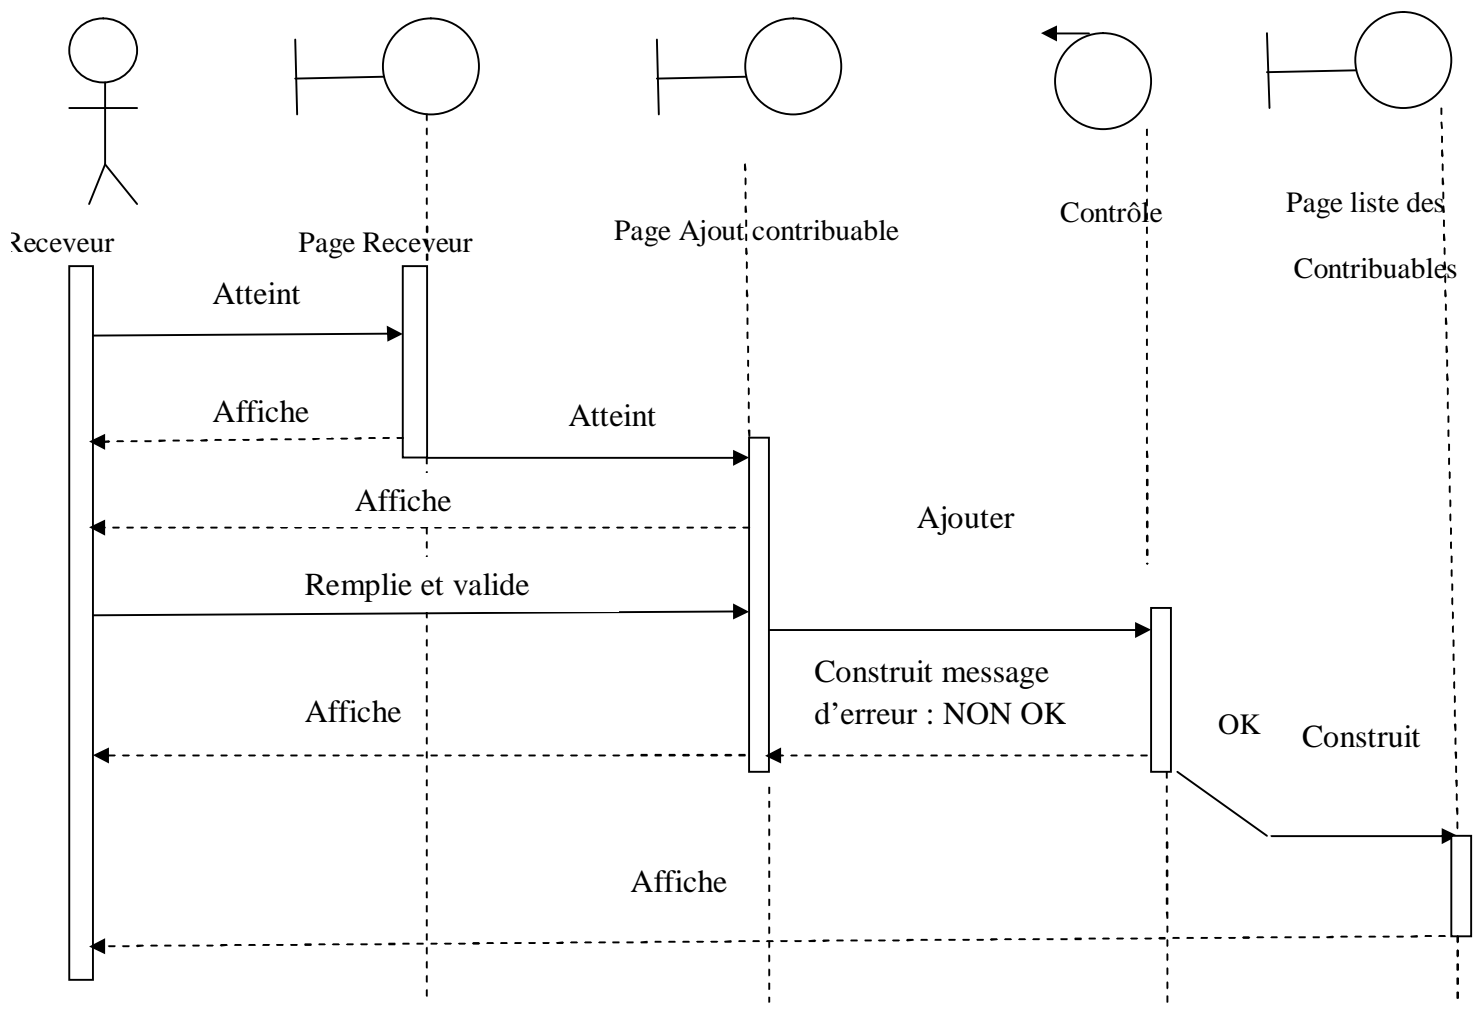 Receveur
Page Receveur
Page Ajout contribuable
Contrôle
Page liste des
Contribuables
Atteint
Affiche
Atteint
Affiche
Ajouter
Remplie et valide
Construit message
d’erreur : NON OK
Affiche
OK
Construit
Affiche